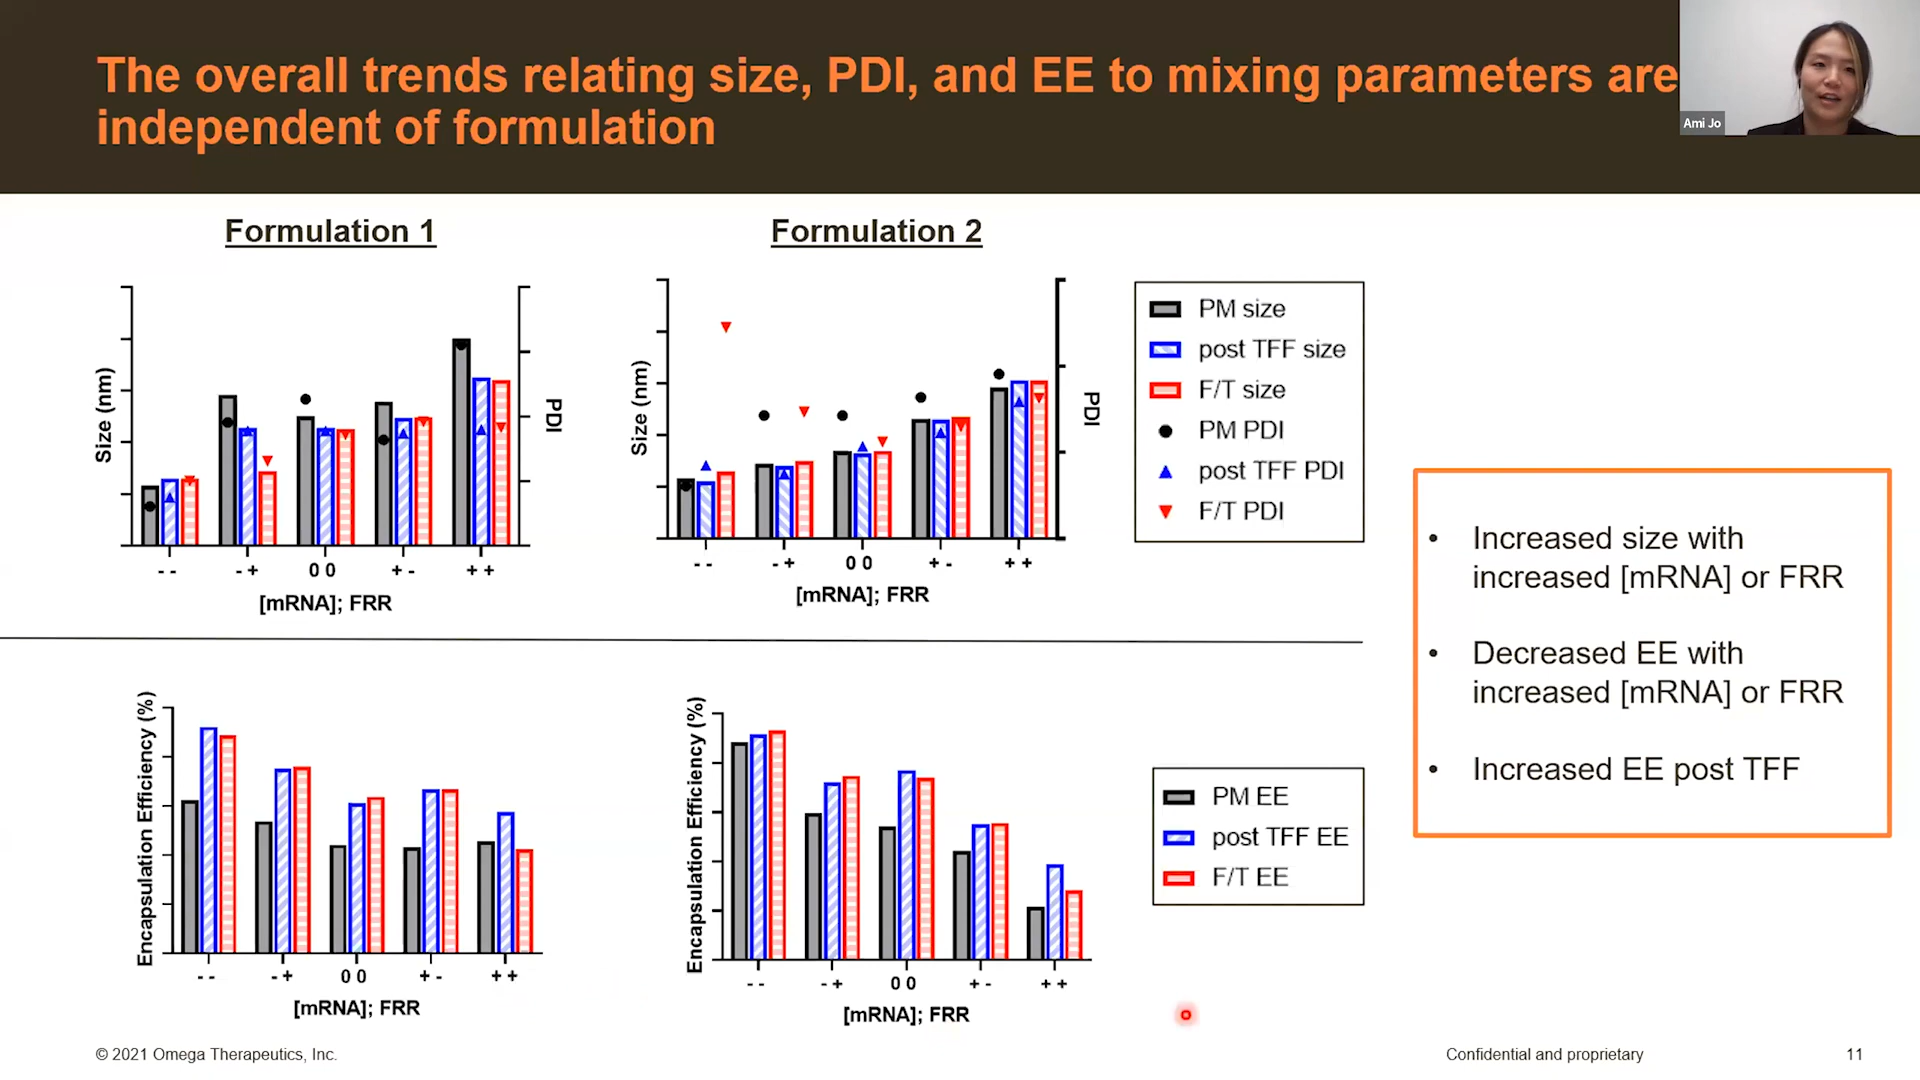 The overall trends relating size, PDI, and EE to mixing parameters are
independent of formulation
Ami Jo
Formulation 1
Size (nm)
PDI
- -
- +
0 0
+ -
+ +
[mRNA]; FRR
Formulation 2
Size (nm)
PDI
- -
- +
0 0
+ -
+ +
[mRNA]; FRR
PM size
post TFF size
F/T size
PM PDI
post TFF PDI
F/T PDI
Encapsulation Efficiency (%)
- -
- +
0 0
+ -
+ +
[mRNA]; FRR
Encapsulation Efficiency (%)
- -
- +
0 0
+ -
+ +
[mRNA]; FRR
PM EE
post TFF EE
F/T EE
• Increased size with
increased [mRNA] or FRR
• Decreased EE with
increased [mRNA] or FRR
• Increased EE post TFF
© 2021 Omega Therapeutics, Inc.
Confidential and proprietary
11